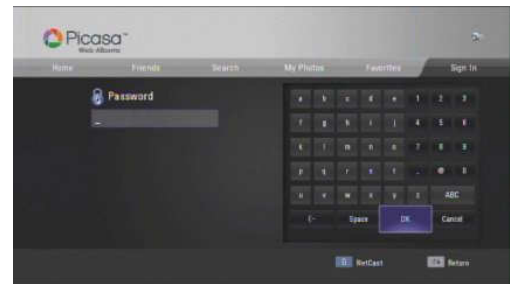 Picasa™
Web Albums
Home Friends Search My Photos Favorites Sign In
Password
a b c d e 1 2 3
f g h i j 4 5 6
k l m n o 7 8 9
p q r s t . @ 0
u v w x y z ABC
Space OK Cancel
NetCast Return